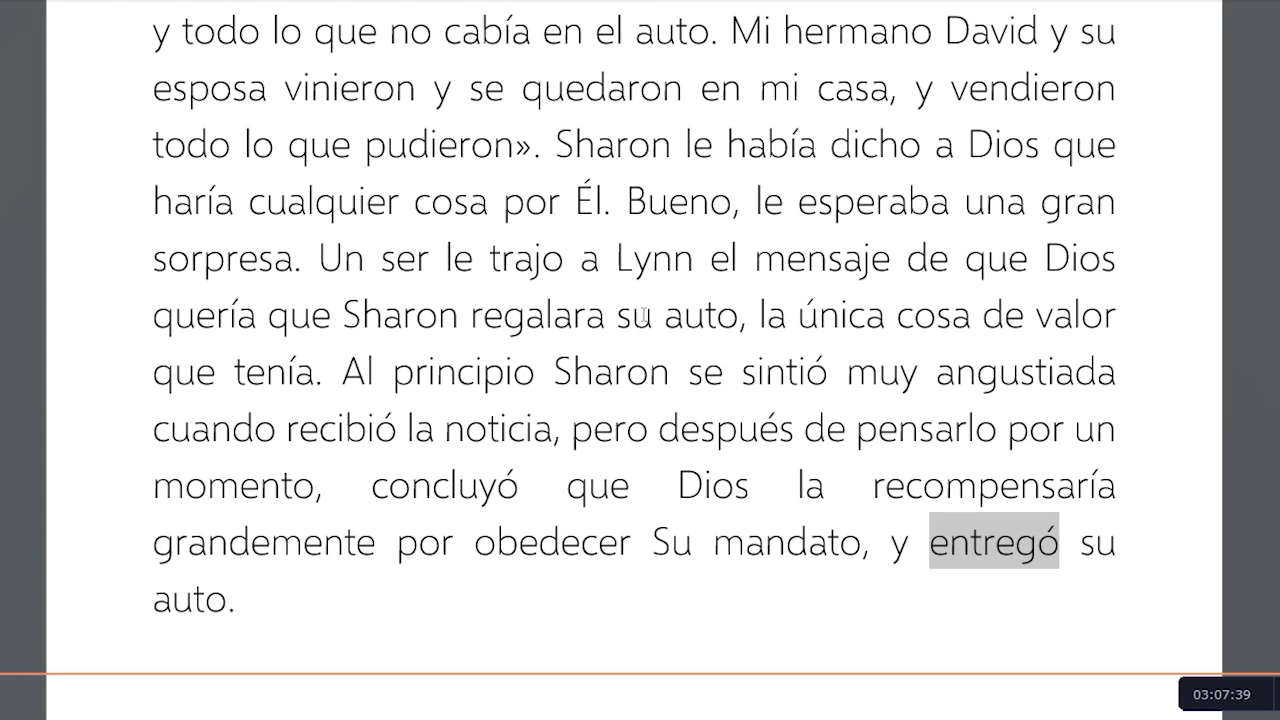 y todo lo que no cabía en el auto. Mi hermano David y su
esposa vinieron y se quedaron en mi casa, y vendieron
todo lo que pudieron». Sharon le había dicho a Dios que
haría cualquier cosa por Él. Bueno, le esperaba una gran
sorpresa. Un ser le trajo a Lynn el mensaje de que Dios
quería que Sharon regalara su auto, la única cosa de valor
que tenía. Al principio Sharon se sintió muy angustiada
cuando recibió la noticia, pero después de pensarlo por un
momento, concluyó que Dios la recompensaría
grandemente por obedecer Su mandato, y entregó su
auto.
03:07:39